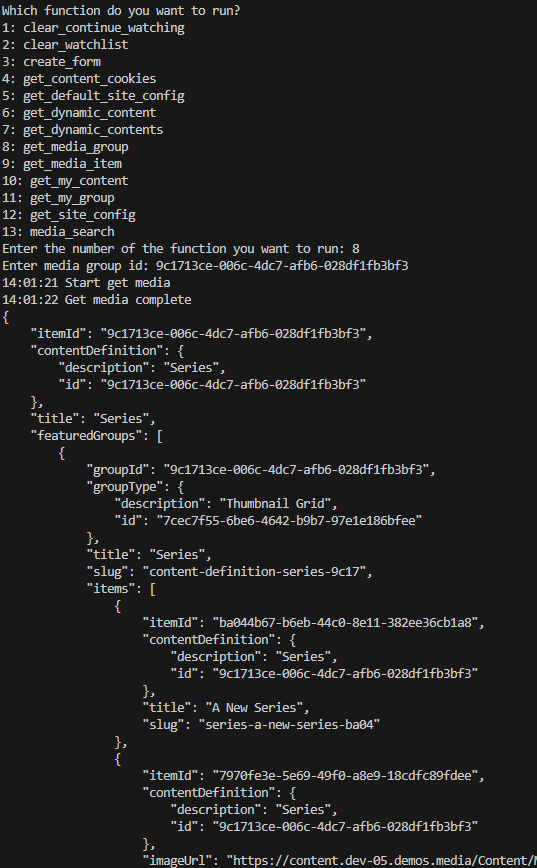 Which function do you want to run?
1: clear_continue_watching
2: clear_watchlist
3: create_form
4: get_content_cookies
5: get_default_site_config
6: get_dynamic_content
7: get_dynamic_contents
8: get_media_group
9: get_media_item
10: get_my_content
11: get_my_group
12: get_site_config
13: media_search
Enter the number of the function you want to run: 8
Enter media group id: 9c1713ce-006c-4dc7-afb6-028df1fb3bf3
14:01:21 Start get media
14:01:22 Get media complete
{
    "itemId": "9c1713ce-006c-4dc7-afb6-028df1fb3bf3",
    "contentDefinition": {
        "description": "Series",
        "id": "9c1713ce-006c-4dc7-afb6-028df1fb3bf3"
    },
    "title": "Series",
    "featuredGroups": [
        {
            "groupId": "9c1713ce-006c-4dc7-afb6-028df1fb3bf3",
            "groupType": {
                "description": "Thumbnail Grid",
                "id": "7cec7f55-6be6-4642-b9b7-97e1e186bfee"
            },
            "title": "Series",
            "slug": "content-definition-series-9c17",
            "items": [
                {
                    "itemId": "ba044b67-b6eb-44c0-8e11-382ee36cb1a8",
                    "contentDefinition": {
                        "description": "Series",
                        "id": "9c1713ce-006c-4dc7-afb6-028df1fb3bf3"
                    },
                    "title": "A New Series",
                    "slug": "series-a-new-series-ba04"
                },
                {
                    "itemId": "7970fe3e-5e69-49f0-a8e9-18cdfc89fdee",
                    "contentDefinition": {
                        "description": "Series",
                        "id": "9c1713ce-006c-4dc7-afb6-028df1fb3bf3"
                    },
                    "imageUrl": "https://content.dev-05.demos.media/Content/